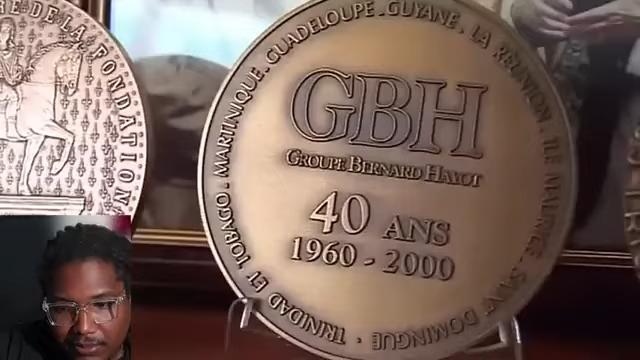 RE DE LA FONDATION
TRINIDAD ET TOBAGO . MARTINIQUE . GUADELOUPE . GUYANE . LA RÉUNION . ILE MAURICE . SAINT DOMINGUE .
GBH
GROUPE BERNARD HAYOT
40 ANS
1960 - 2000